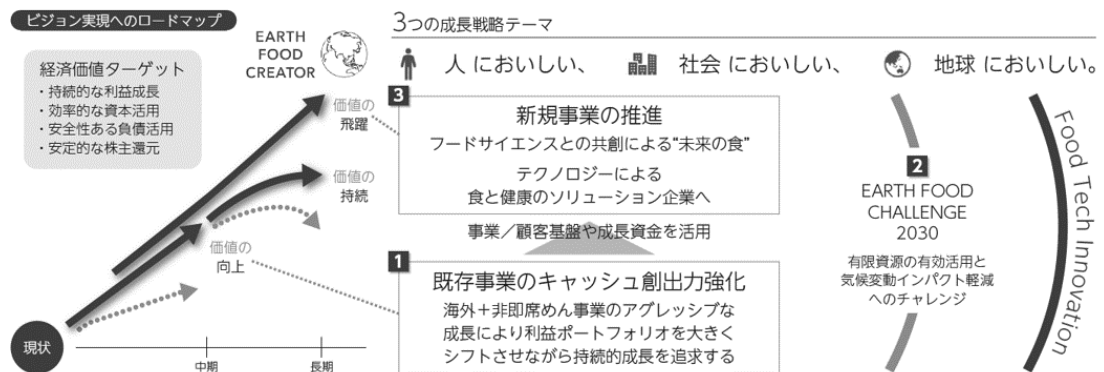 ビジョン実現へのロードマップ
経済価値ターゲット
・持続的な利益成長
・効率的な資本活用
・安全性ある負債活用
・安定的な株主還元
EARTH
FOOD
CREATOR
価値の
飛躍
価値の
持続
価値の
向上
現状
中期
長期
3つの成長戦略テーマ
人 においしい、
社会 においしい、
地球 においしい。
3
新規事業の推進
フードサイエンスとの共創による“未来の食”
テクノロジーによる
食と健康のソリューション企業へ
事業／顧客基盤や成長資金を活用
1
既存事業のキャッシュ創出力強化
海外＋非即席めん事業のアグレッシブな
成長により利益ポートフォリオを大きく
シフトさせながら持続的成長を追求する
2
EARTH FOOD
CHALLENGE
2030
有限資源の有効活用と
気候変動インパクト軽減
へのチャレンジ
Food Tech Innovation